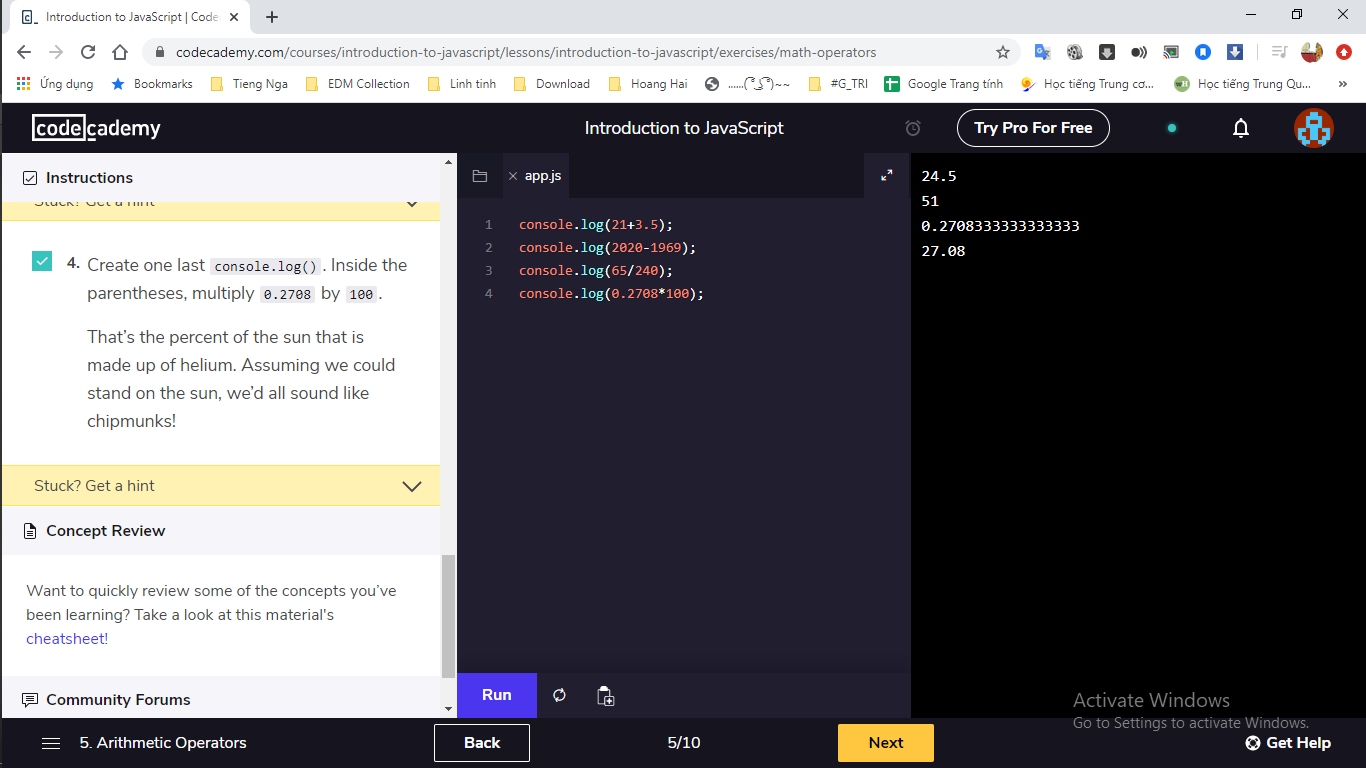 Introduction to JavaScript | Code
codecademy.com/courses/introduction-to-javascript/lessons/introduction-to-javascript/exercises/math-operators
Ứng dụng Bookmarks Tieng Nga EDM Collection Linh tinh Download Hoang Hai ......( ͡° ͜ʖ ͡°)~~ #G_TRI Google Trang tính Học tiếng Trung cơ... Học tiếng Trung Qu... »
codecademy
Introduction to JavaScript
Try Pro For Free
Instructions
Stuck? Get a hint
4. Create one last console.log(). Inside the
parentheses, multiply 0.2708 by 100.
That's the percent of the sun that is
made up of helium. Assuming we could
stand on the sun, we'd all sound like
chipmunks!
Stuck? Get a hint
Concept Review
Want to quickly review some of the concepts you've
been learning? Take a look at this material's
cheatsheet!
Community Forums
app.js
1 console.log(21+3.5);
2 console.log(2020-1969);
3 console.log(65/240);
4 console.log(0.2708*100);
Run
24.5
51
0.2708333333333333
27.08
Activate Windows
Go to Settings to activate Windows.
5. Arithmetic Operators
Back
5/10
Next
Get Help